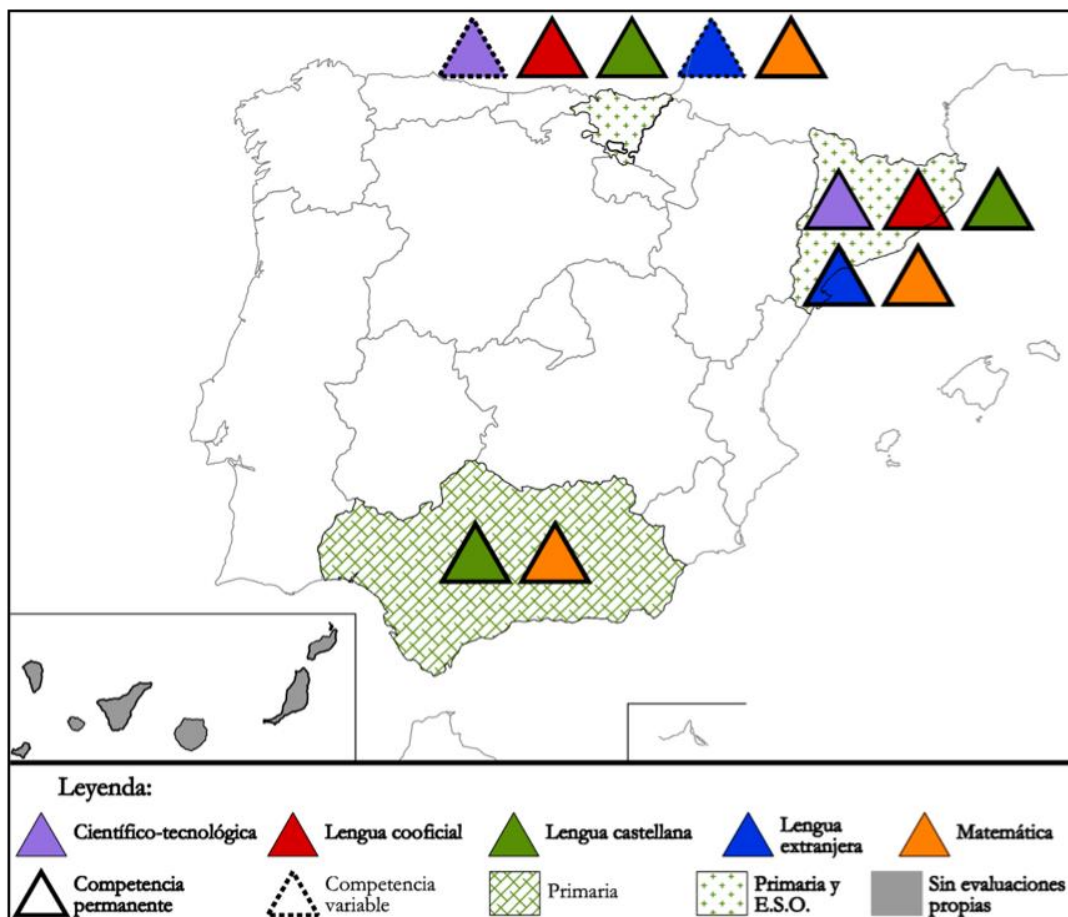 Leyenda:
Científico-tecnológica
Lengua cooficial
Lengua castellana
Lengua
extranjera
Matemática
Competencia
permanente
Competencia
variable
Primaria
Primaria y
E.S.O.
Sin evaluaciones
propias